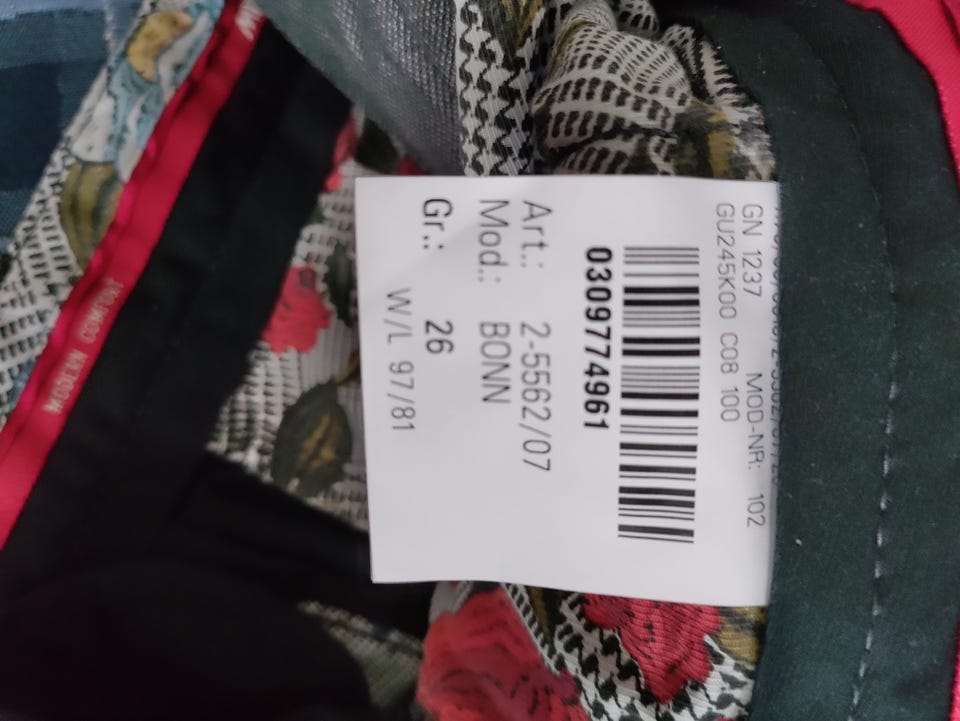 GN 1237 MOD-NR: 102
GU245K00 C08 100
0309774961
Art.: 2-5562/07
Mod.: BONN
Gr.: 26
W/L 97/81
MODERN COMFORT